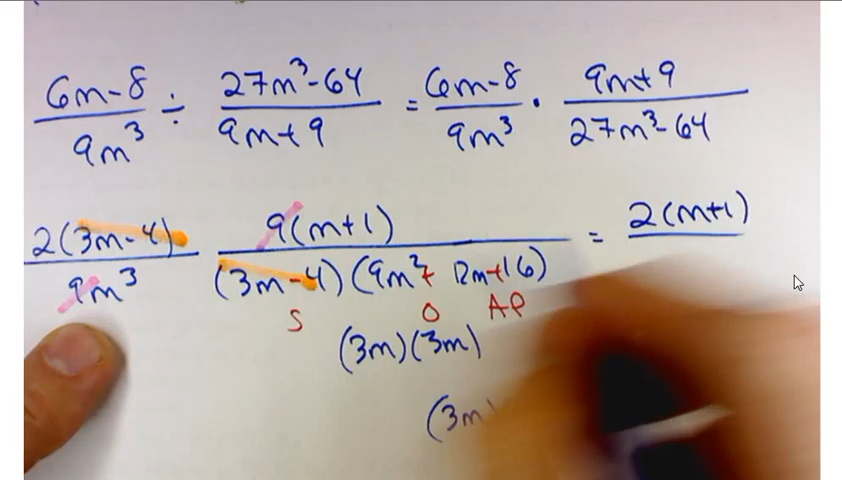 6m-8/9m³ ÷ 27m³-64/9m+9 = 6m-8/9m³ · 9m+9/27m³-64
2(3m-4)/9m³ 9(m+1)/(3m-4)(9m²+12m+16) = 2(m+1)
S O AP
(3m)(3m)
(3m)